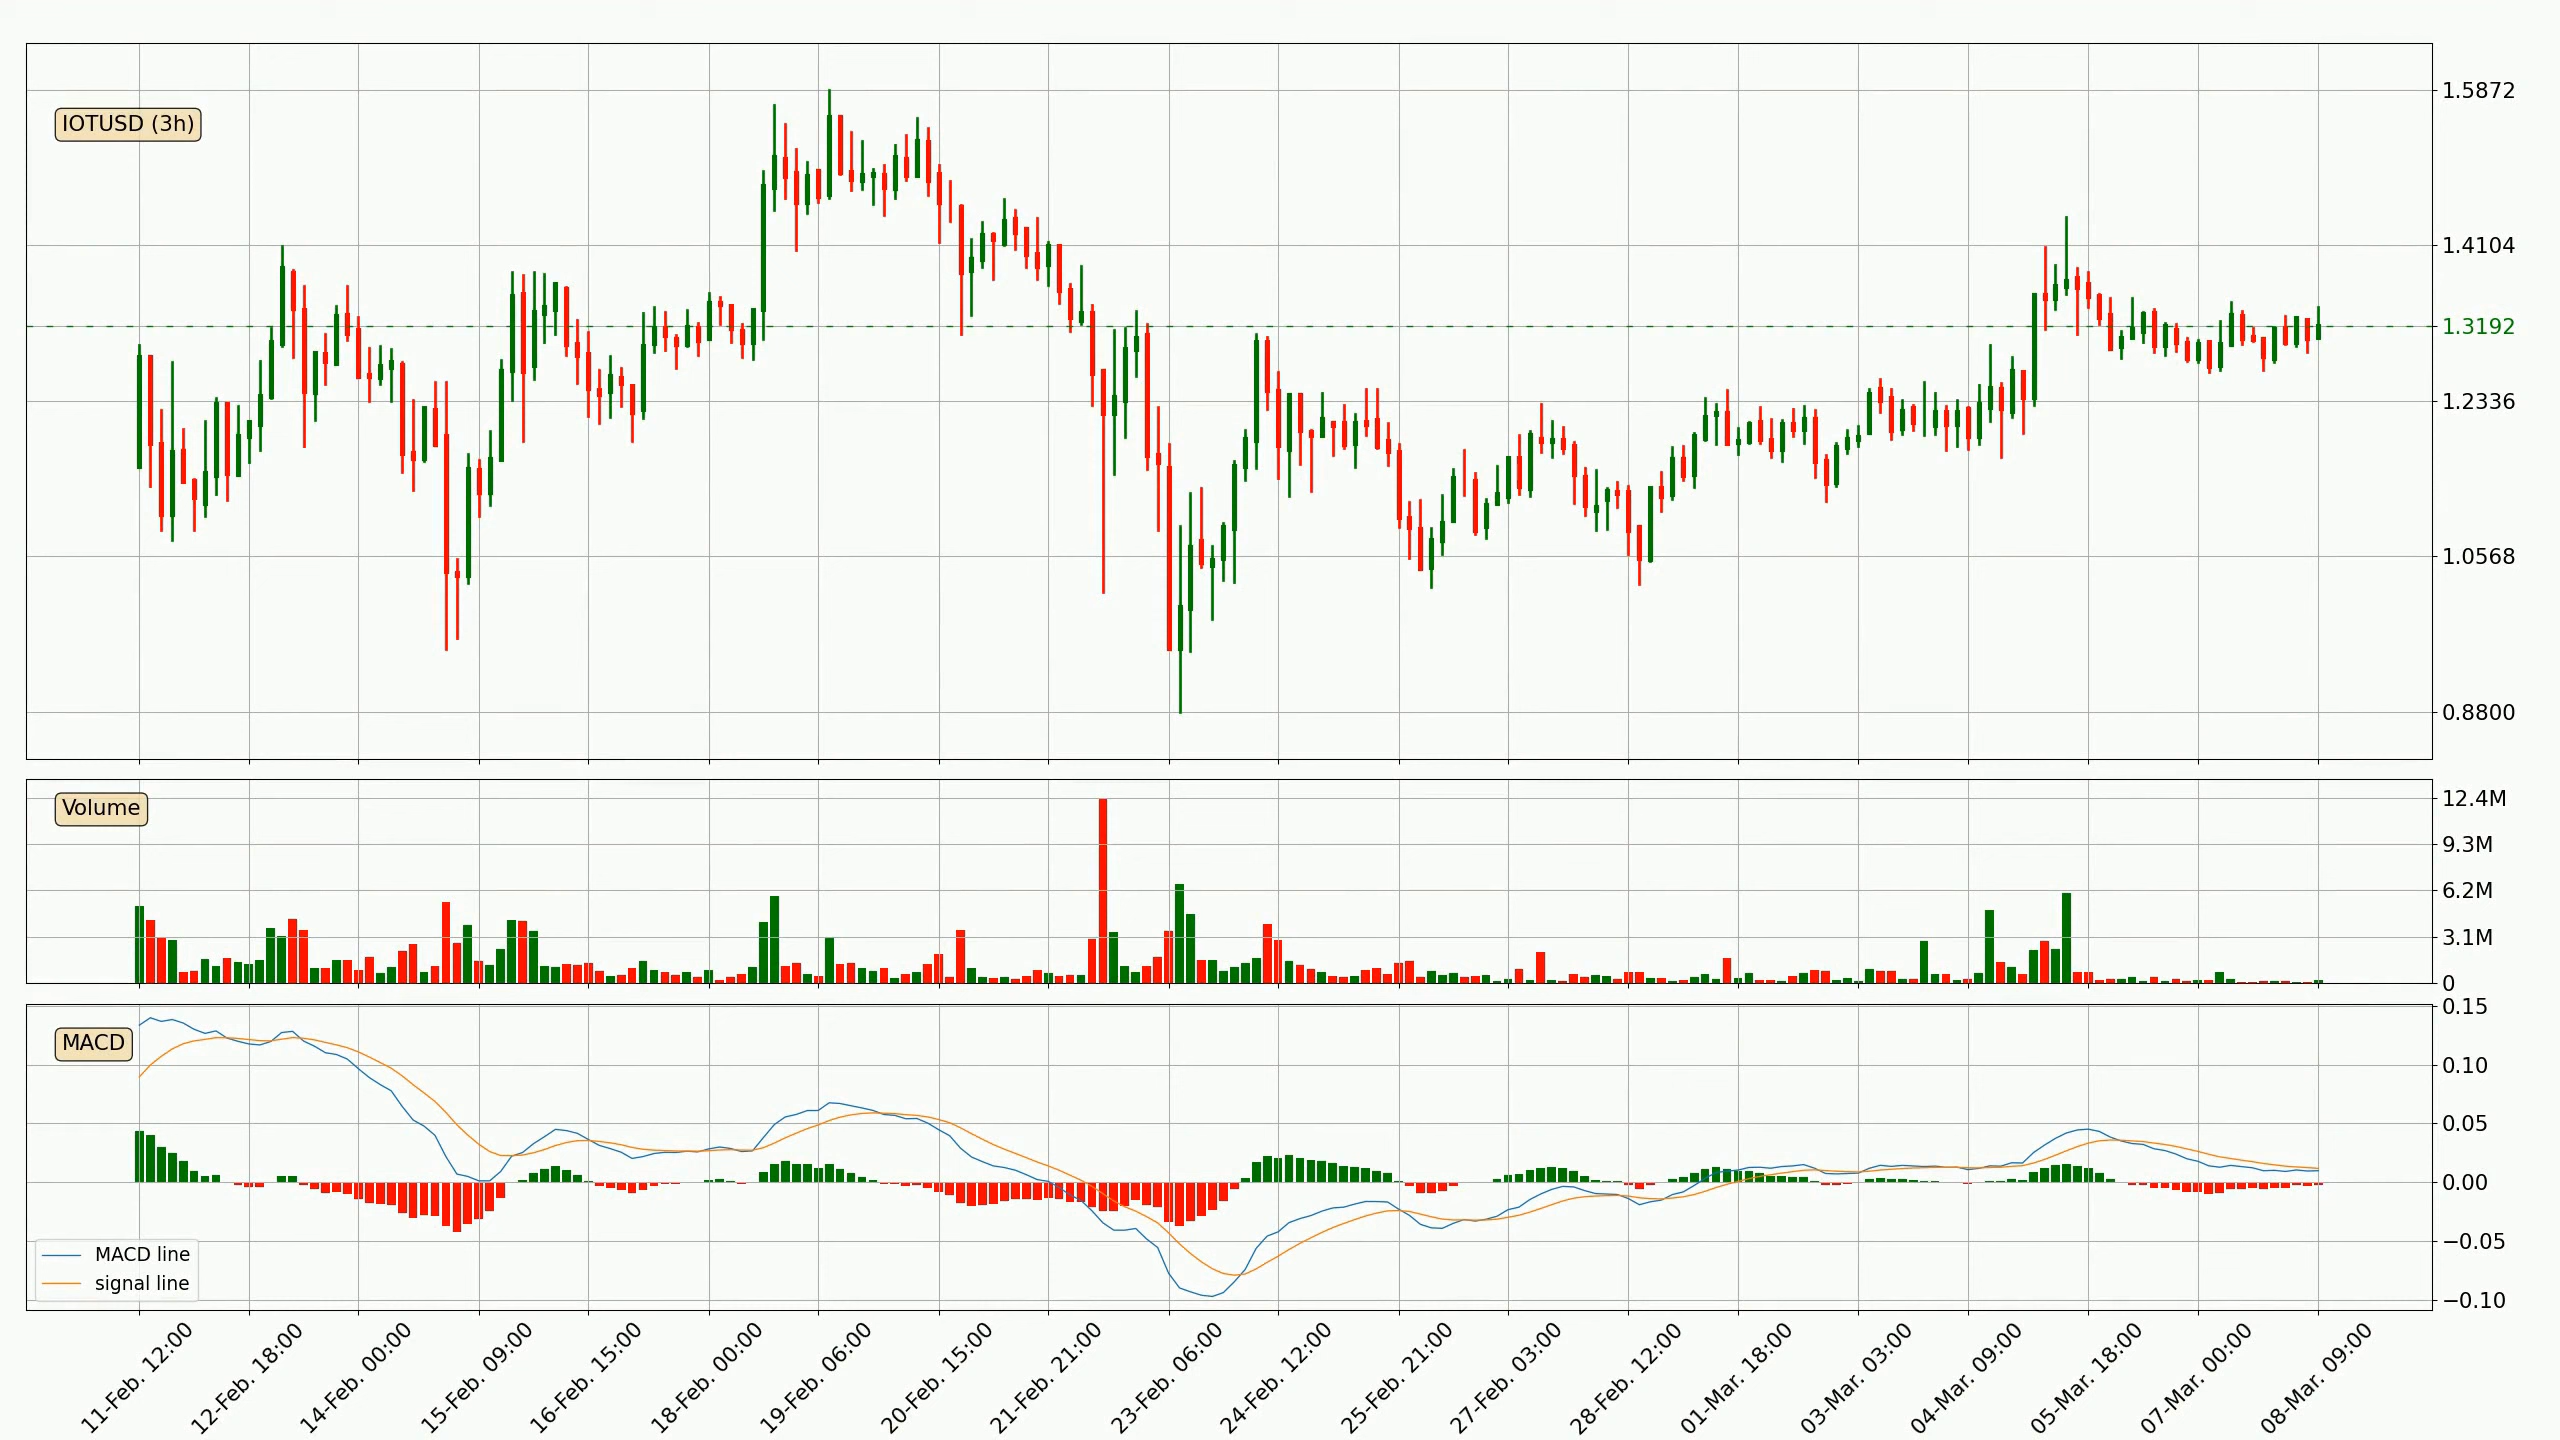 IOTUSD (3h)
1.5872
1.4104
1.3192
1.2336
1.0568
0.8800
Volume
12.4M
9.3M
6.2M
3.1M
0
MACD
0.15
0.10
0.05
0.00
−0.05
−0.10
MACD line
signal line
11-Feb. 12:00
12-Feb. 18:00
14-Feb. 00:00
15-Feb. 09:00
16-Feb. 15:00
18-Feb. 00:00
19-Feb. 06:00
20-Feb. 15:00
21-Feb. 21:00
23-Feb. 06:00
24-Feb. 12:00
25-Feb. 21:00
27-Feb. 03:00
28-Feb. 12:00
01-Mar. 18:00
03-Mar. 03:00
04-Mar. 09:00
05-Mar. 18:00
07-Mar. 00:00
08-Mar. 09:00